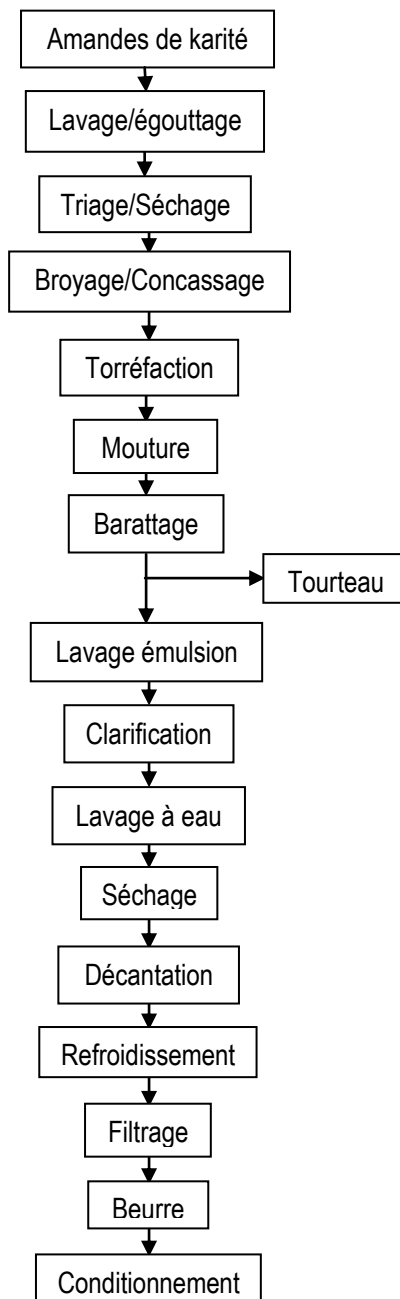 Amandes de karité
Lavage/égouttage
Triage/Séchage
Broyage/Concassage
Torréfaction
Mouture
Barattage
Tourteau
Lavage émulsion
Clarification
Lavage à eau
Séchage
Décantation
Refroidissement
Filtrage
Beurre
Conditionnement